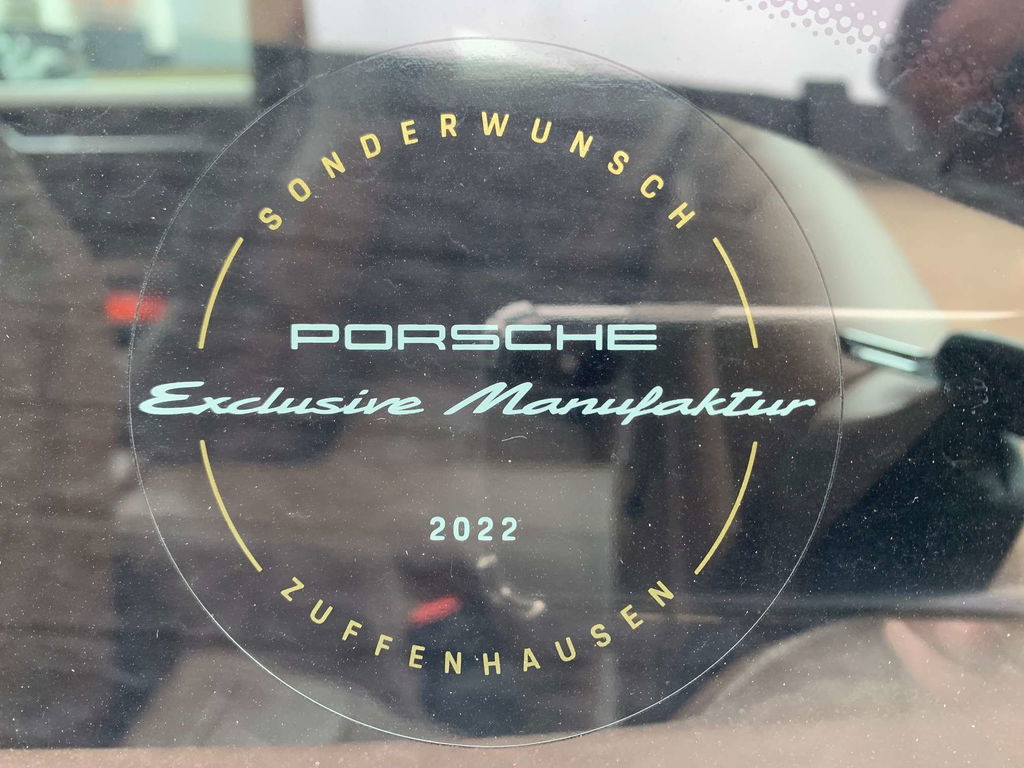 SONDERWUNSCH
PORSCHE
Exclusive Manufaktur
2022
ZUFFENHAUSEN